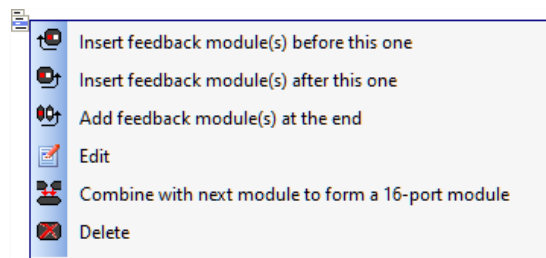 Insert feedback module(s) before this one
Insert feedback module(s) after this one
Add feedback module(s) at the end
Edit
Combine with next module to form a 16-port module
Delete